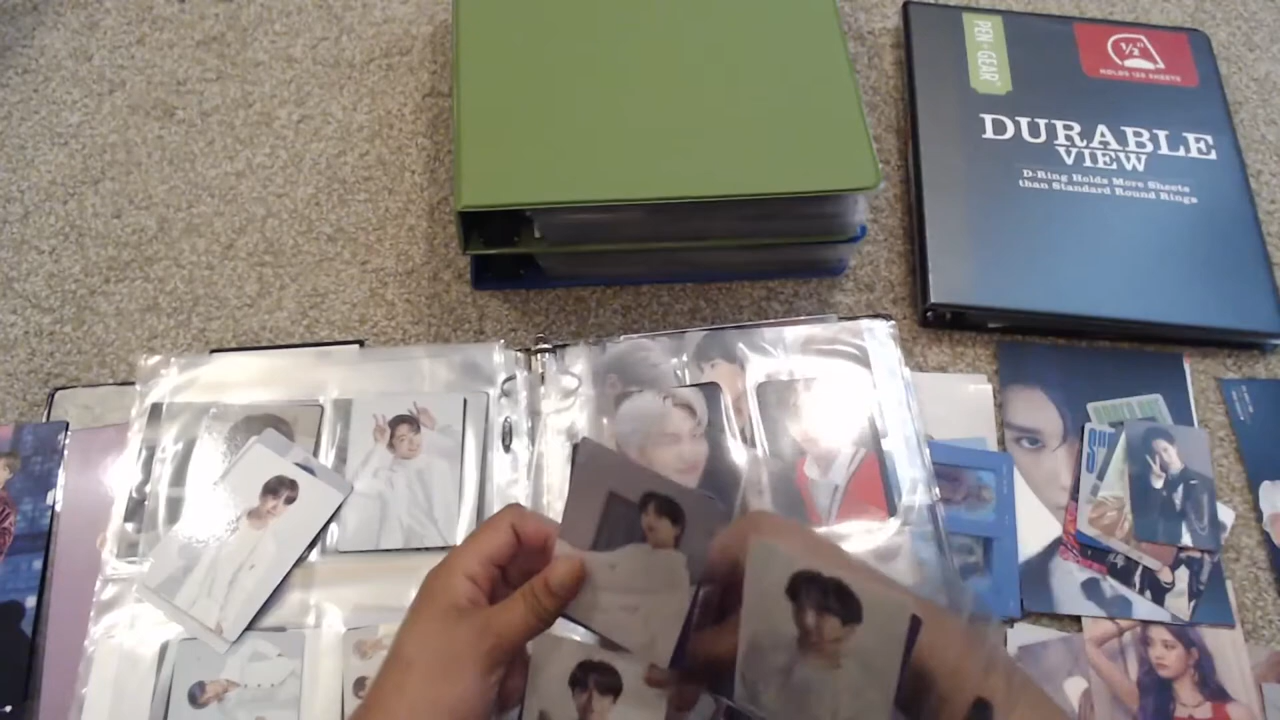 PEN+GEAR
½"
HOLDS 125 SHEETS
DURABLE
VIEW
D-Ring Holds More Sheets
than Standard Round Rings